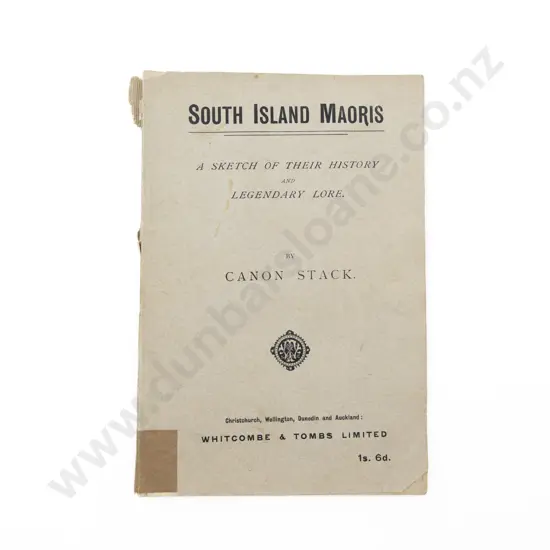 SOUTH ISLAND MAORIS
A SKETCH OF THEIR HISTORY
AND
LEGENDARY LORE.
BY
CANON STACK.
Christchurch, Wellington, Dunedin and Auckland:
WHITCOMBE & TOMBS LIMITED
1s. 6d.
www.dunbarsloane.co.nz